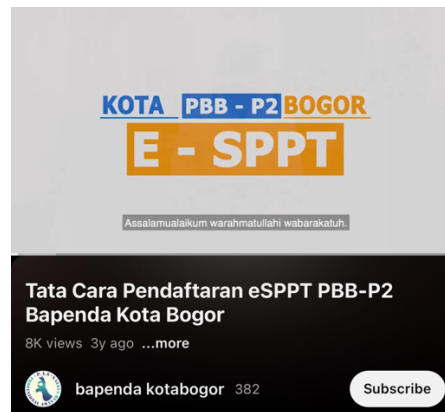 KOTA PBB - P2 BOGOR
E - SPPT
Assalamualaikum warahmatullahi wabarakatuh.
Tata Cara Pendaftaran eSPPT PBB-P2
Bapenda Kota Bogor
8K views 3y ago ...more
bapenda kotabogor 382
Subscribe